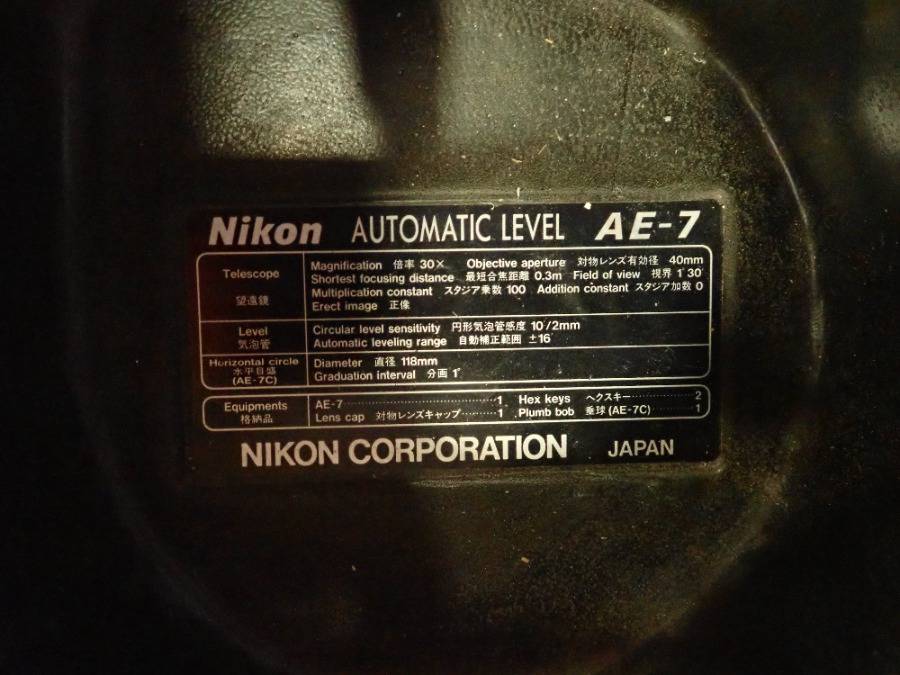 Nikon AUTOMATIC LEVEL AE-7
Telescope
望遠鏡
Magnification 倍率 30× Objective aperture 対物レンズ有効径 40mm
Shortest focusing distance 最短合焦距離 0.3m Field of view 視界 1°30′
Multiplication constant スタジア乗数 100 Addition constant スタジア加数 0
Erect image 正像
Level
気泡管
Circular level sensitivity 円形気泡管感度 10′/2mm
Automatic leveling range 自動補正範囲 ±16′
Horizontal circle
水平目盛
(AE-7C)
Diameter 直径 118mm
Graduation interval 分画 1°
Equipments
格納品
AE-7 1 Hex keys ヘクスキー 2
Lens cap 対物レンズキャップ 1 Plumb bob 垂球 (AE-7C) 1
NIKON CORPORATION JAPAN